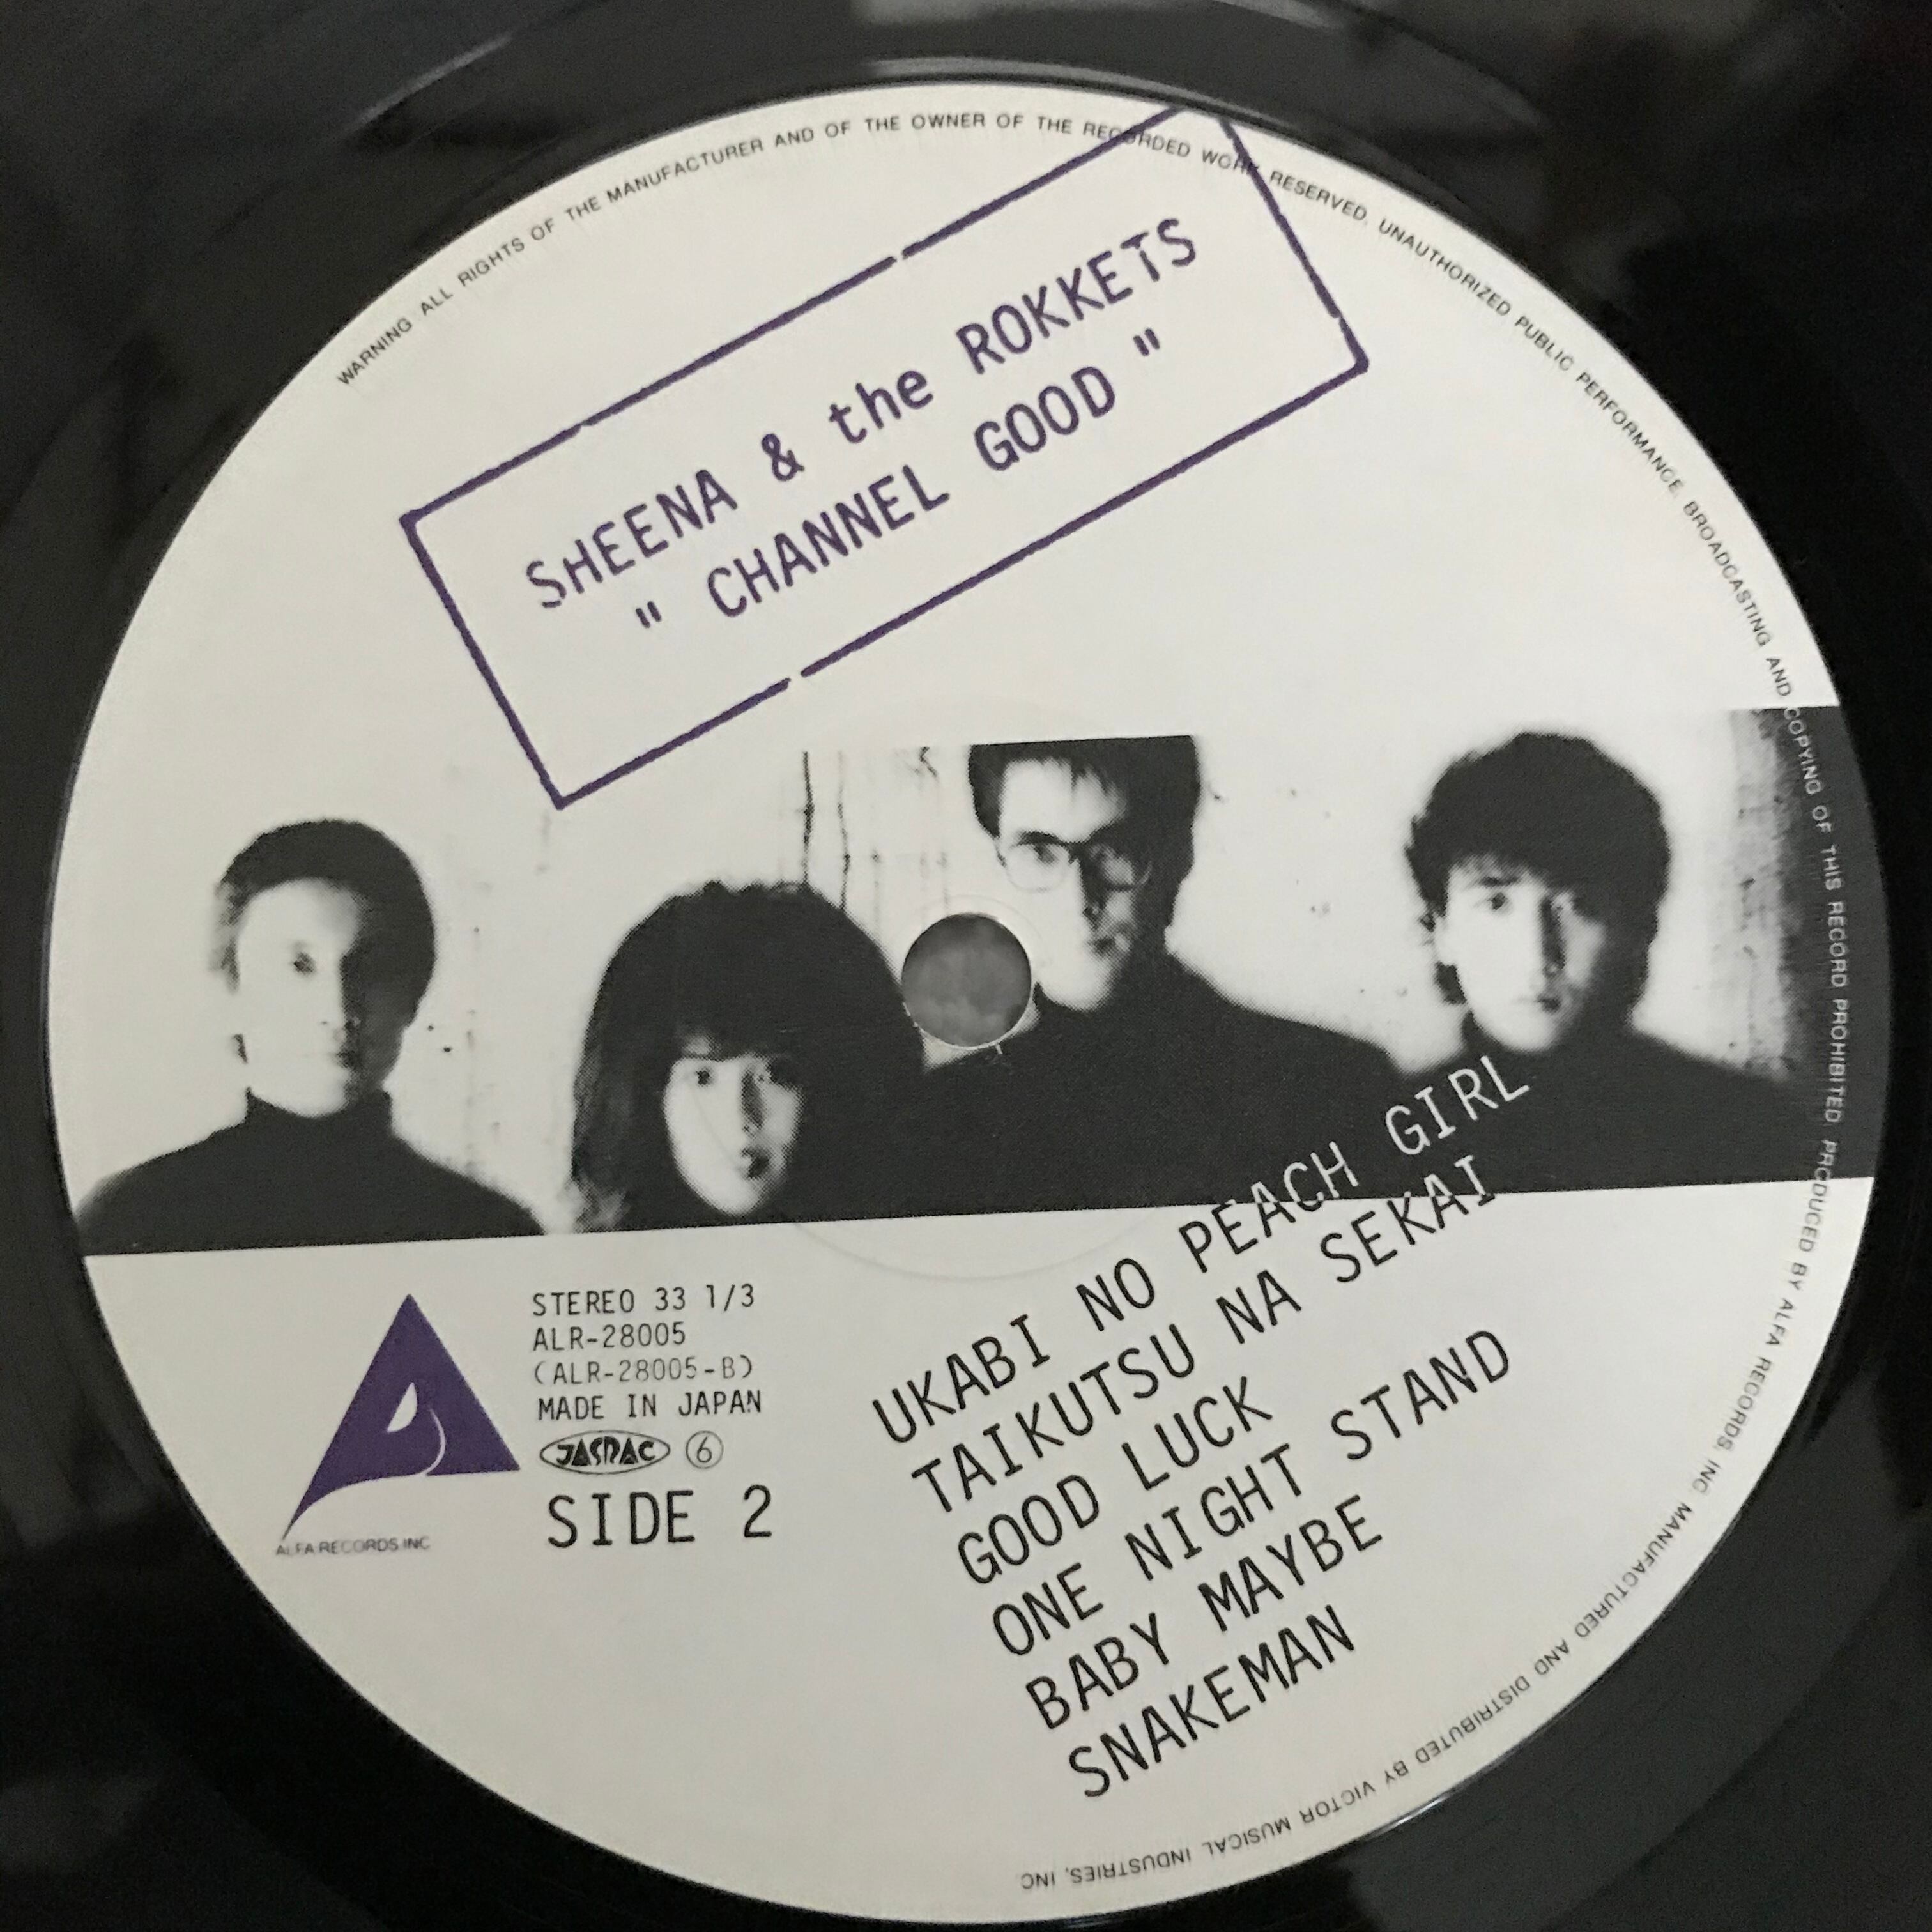 WARNING ALL RIGHTS OF THE MANUFACTURER AND OF THE OWNER OF THE RECORDED WORK RESERVED. UNAUTHORIZED PUBLIC PERFORMANCE BROADCASTING AND COPYING OF THIS RECORD PROHIBITED PRODUCED BY ALFA RECORDS, INC MANUFACTURED AND DISTRIBUTED BY VICTOR MUSICAL INDUSTRIES, INC
SHEENA & the ROKKETS
" CHANNEL GOOD "
STEREO 33 1/3
ALR-28005
(ALR-28005-B)
MADE IN JAPAN
JASRAC 6
SIDE 2
ALFA RECORDS, INC
UKABI NO PEACH GIRL
TAIKUTSU NA SEKAI
GOOD LUCK
ONE NIGHT STAND
BABY MAYBE
SNAKEMAN